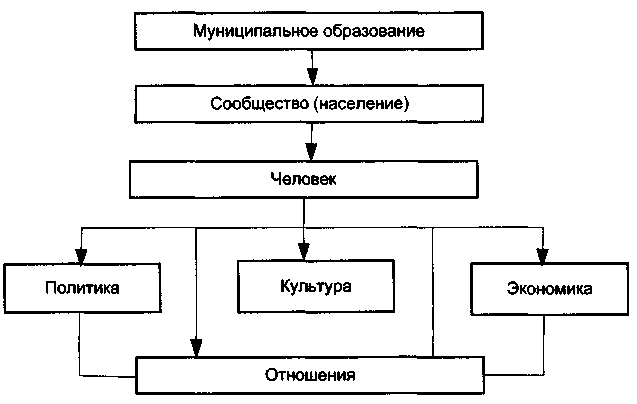 Муниципальное образование
Сообщество (население)
Человек
Политика
Культура
Экономика
Отношения